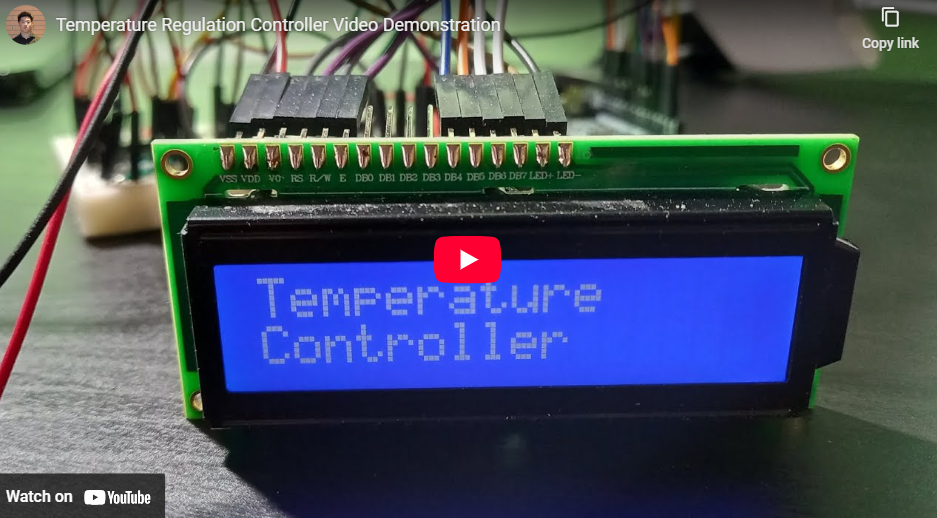 Temperature Regulation Controller Video Demonstration
Copy link
VSS VDD VO RS R/W E DB0 DB1 DB2 DB3 DB4 DB5 DB6 DB7 LED+ LED-
Temperature
Controller
Watch on YouTube